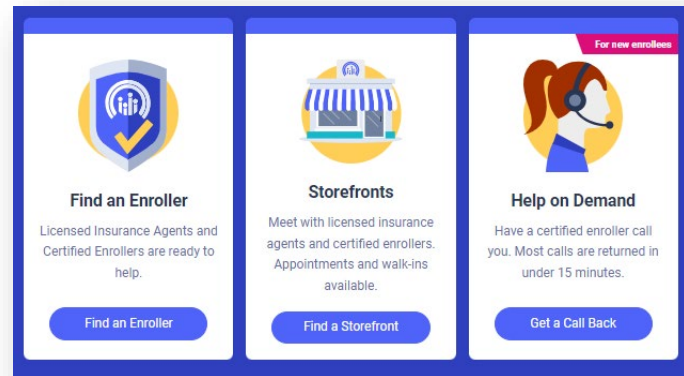 Find an Enroller
Licensed Insurance Agents and
Certified Enrollers are ready to
help.
Find an Enroller
Storefronts
Meet with licensed insurance
agents and certified enrollers.
Appointments and walk-ins
available.
Find a Storefront
For new enrollees
Help on Demand
Have a certified enroller call
you. Most calls are returned in
under 15 minutes.
Get a Call Back